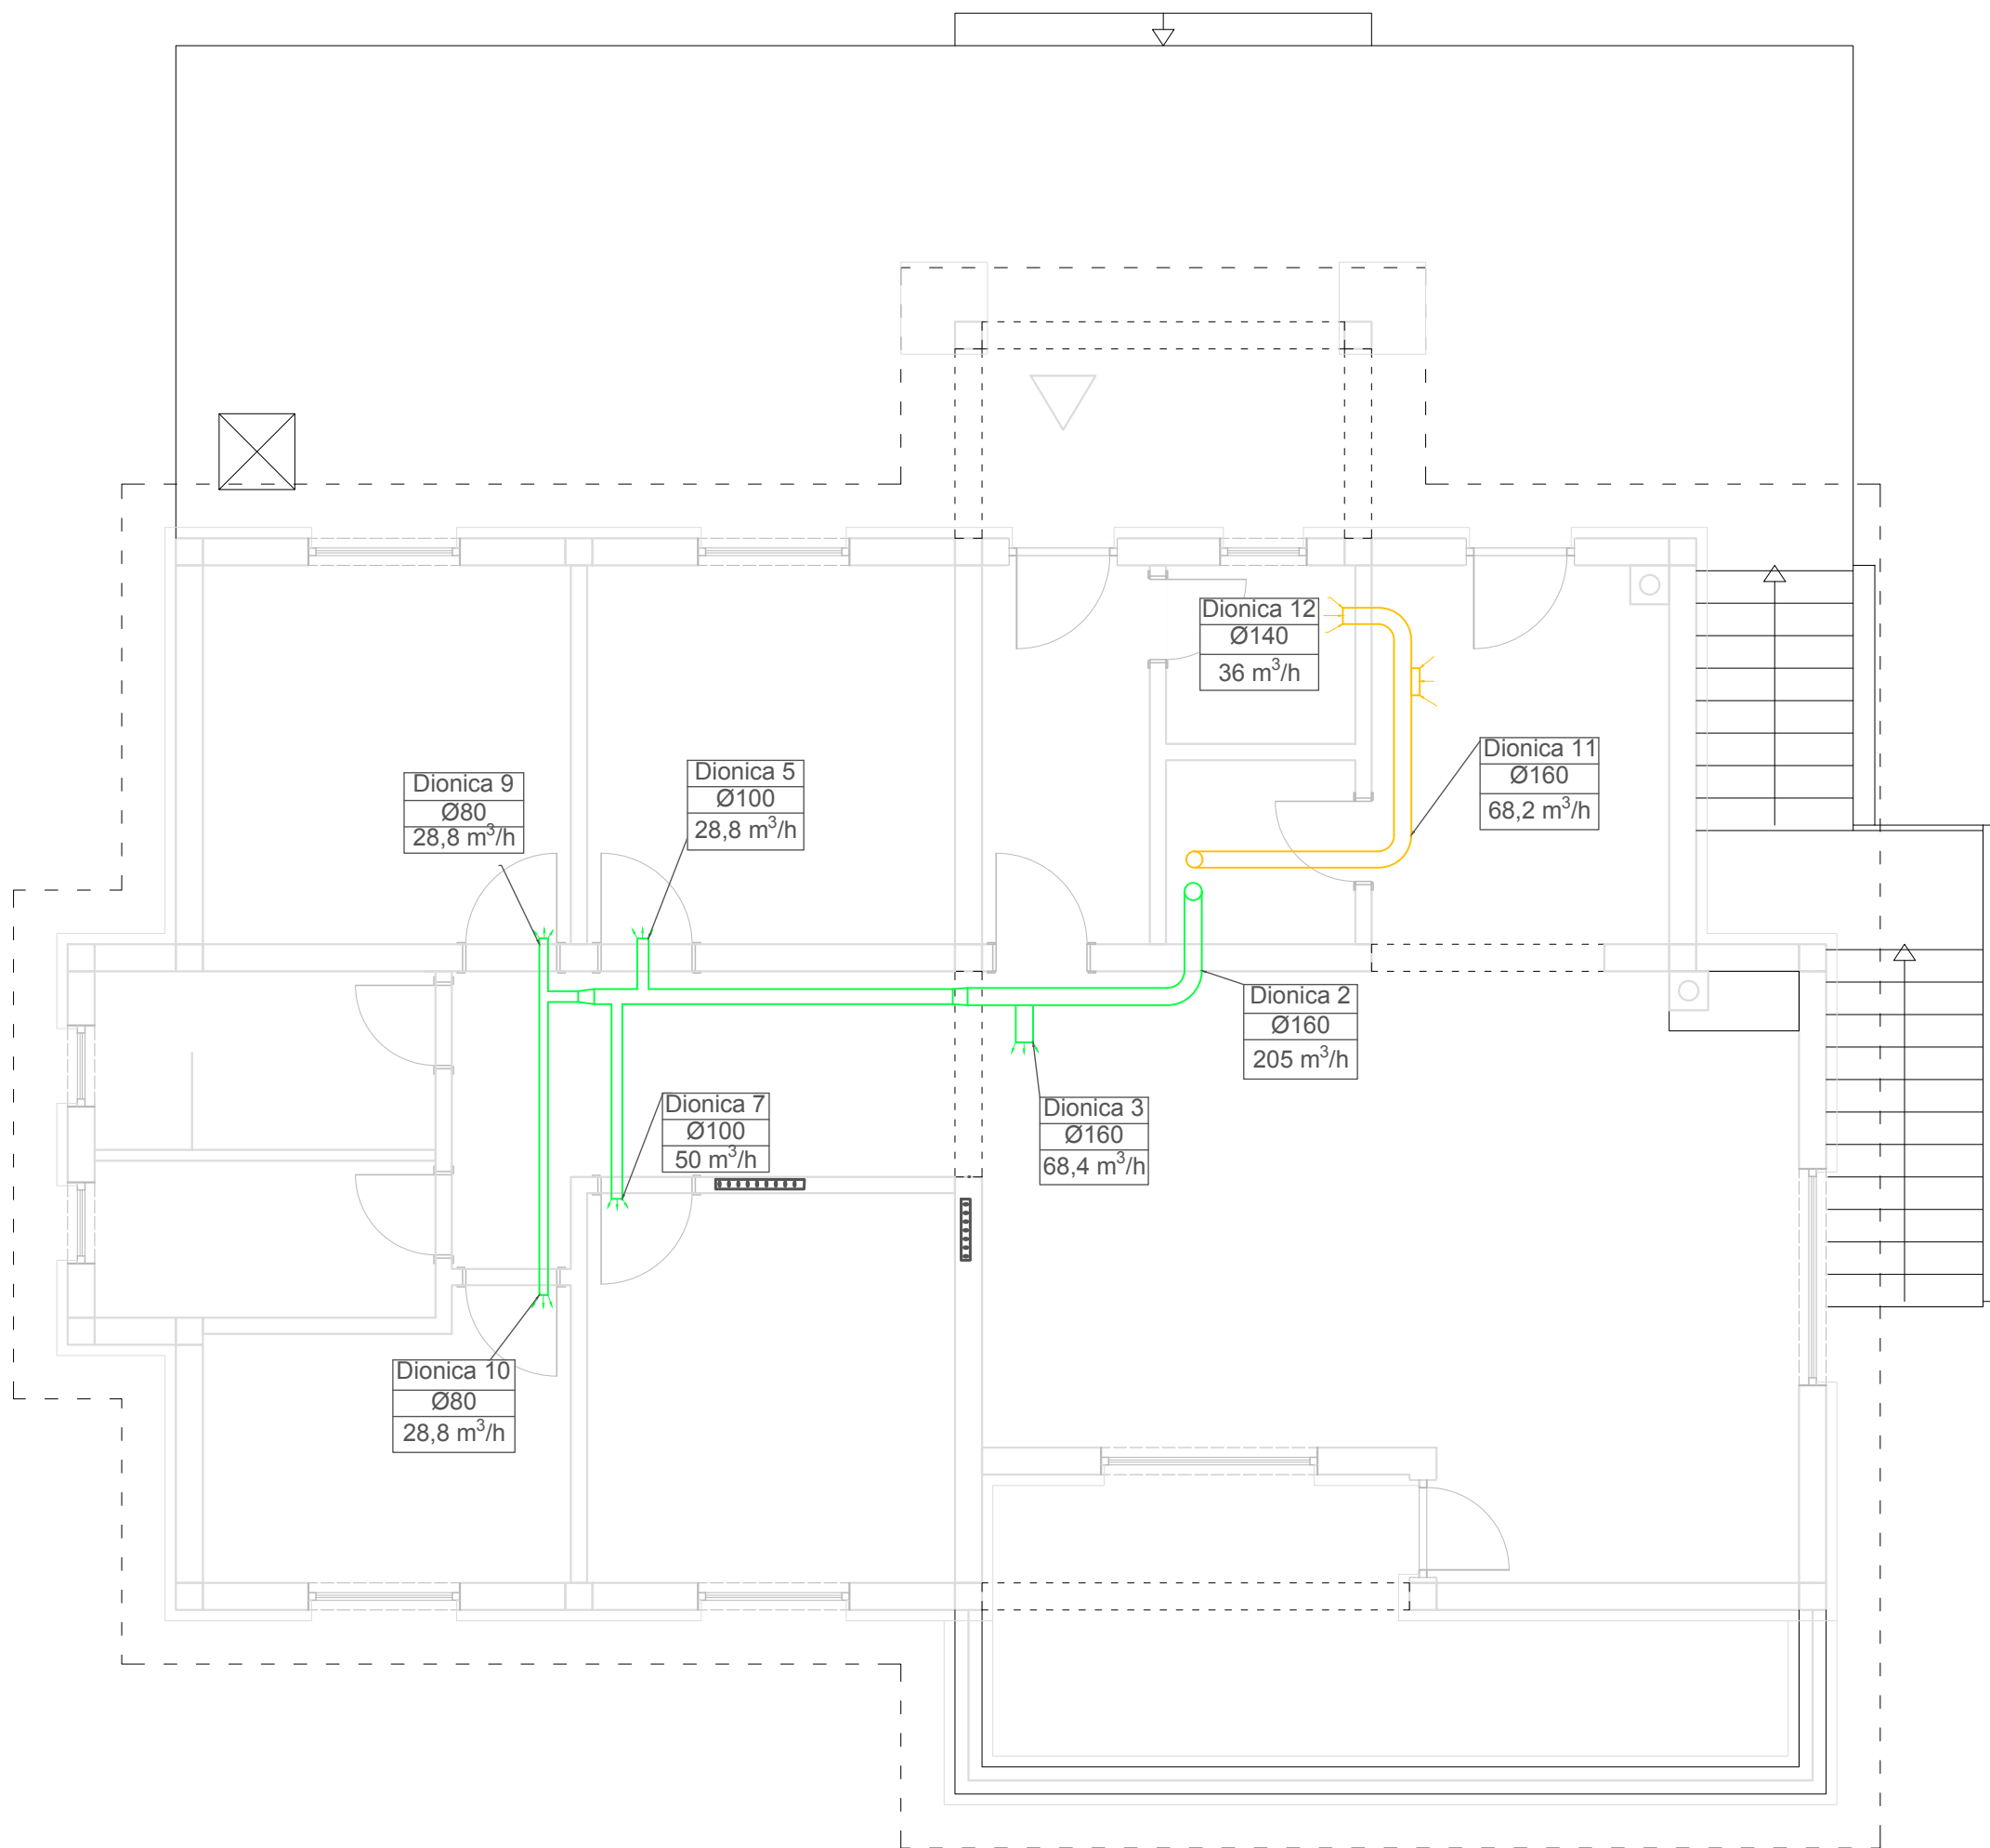 Dionica 12
Ø140
36 m³/h
Dionica 11
Ø160
68,2 m³/h
Dionica 5
Ø100
28,8 m³/h
Dionica 9
Ø80
28,8 m³/h
Dionica 2
Ø160
205 m³/h
Dionica 7
Ø100
50 m³/h
Dionica 3
Ø160
68,4 m³/h
Dionica 10
Ø80
28,8 m³/h